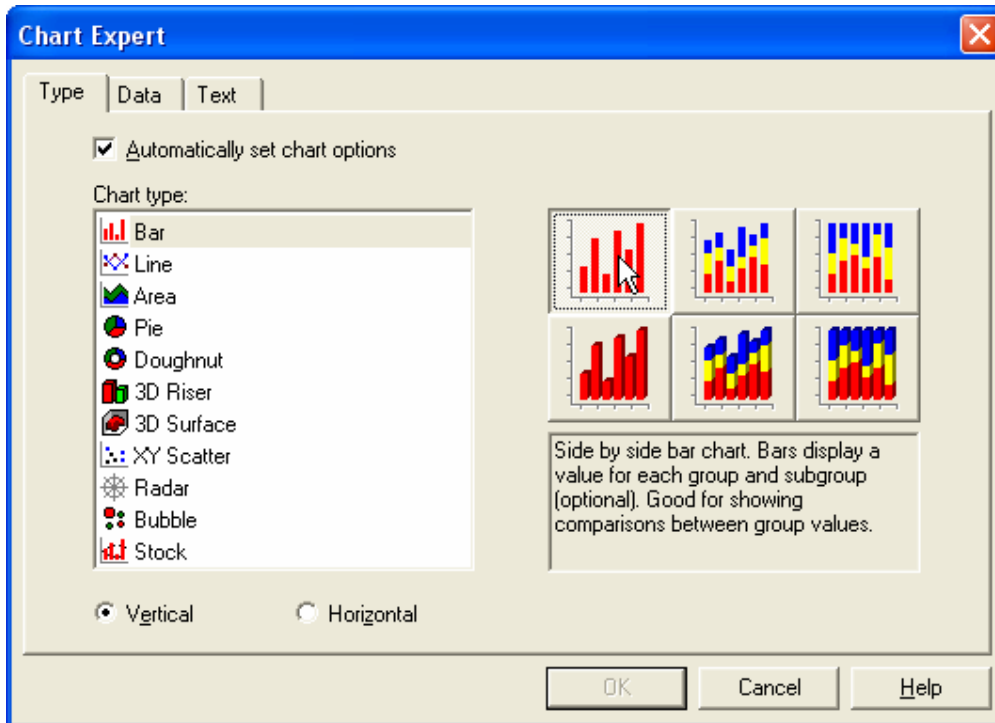 Chart Expert
Type Data Text
Automatically set chart options
Chart type:
Bar
Line
Area
Pie
Doughnut
3D Riser
3D Surface
XY Scatter
Radar
Bubble
Stock
Side by side bar chart. Bars display a
value for each group and subgroup
(optional). Good for showing
comparisons between group values.
Vertical Horizontal
OK Cancel Help